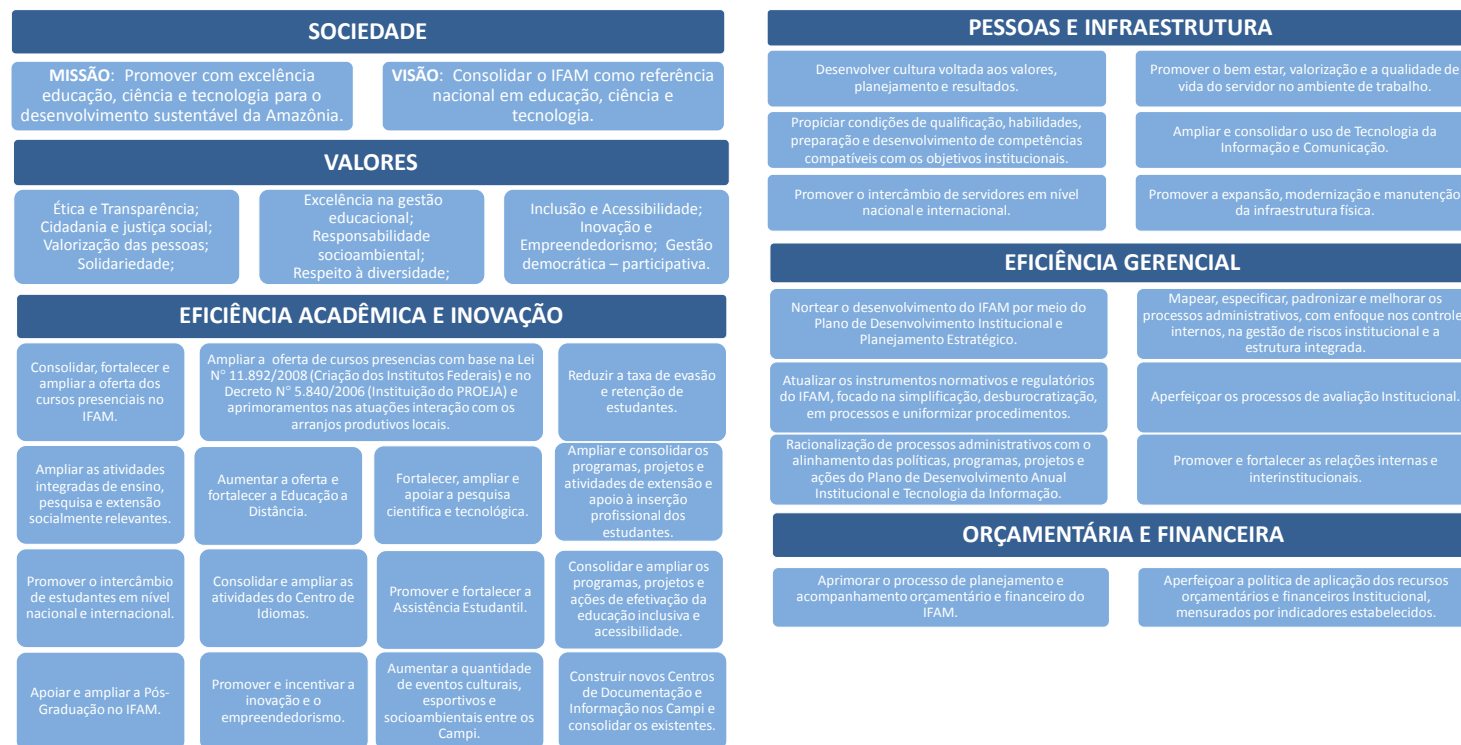 SOCIEDADE
MISSÃO: Promover com excelência
educação, ciência e tecnologia para o
desenvolvimento sustentável da Amazônia.
VISÃO: Consolidar o IFAM como referência
nacional em educação, ciência e
tecnologia.
VALORES
Ética e Transparência;
Cidadania e justiça social;
Valorização das pessoas;
Solidariedade;
Excelência na gestão
educacional;
Responsabilidade
socioambiental;
Respeito à diversidade;
Inclusão e Acessibilidade;
Inovação e
Empreendedorismo; Gestão
democrática – participativa.
EFICIÊNCIA ACADÊMICA E INOVAÇÃO
Consolidar, fortalecer e
ampliar a oferta dos
cursos presenciais no
IFAM.
Ampliar a oferta de cursos presencias com base na Lei
N° 11.892/2008 (Criação dos Institutos Federais) e no
Decreto N° 5.840/2006 (Instituição do PROEJA) e
aprimoramentos nas atuações interação com os
arranjos produtivos locais.
Reduzir a taxa de evasão
e retenção de
estudantes.
Ampliar as atividades
integradas de ensino,
pesquisa e extensão
socialmente relevantes.
Aumentar a oferta e
fortalecer a Educação a
Distância.
Fortalecer, ampliar e
apoiar a pesquisa
cientifica e tecnológica.
Ampliar e consolidar os
programas, projetos e
atividades de extensão e
apoio à inserção
profissional dos
estudantes.
Promover o intercâmbio
de estudantes em nível
nacional e internacional.
Consolidar e ampliar as
atividades do Centro de
Idiomas.
Promover e fortalecer a
Assistência Estudantil.
Consolidar e ampliar os
programas, projetos e
ações de efetivação da
educação inclusiva e
acessibilidade.
Apoiar e ampliar a Pós-
Graduação no IFAM.
Promover e incentivar a
inovação e o
empreendedorismo.
Aumentar a quantidade
de eventos culturais,
esportivos e
socioambientais entre os
Campi.
Construir novos Centros
de Documentação e
Informação nos Campi e
consolidar os existentes.
PESSOAS E INFRAESTRUTURA
Desenvolver cultura voltada aos valores,
planejamento e resultados.
Promover o bem estar, valorização e a qualidade de
vida do servidor no ambiente de trabalho.
Propiciar condições de qualificação, habilidades,
preparação e desenvolvimento de competências
compatíveis com os objetivos institucionais.
Ampliar e consolidar o uso de Tecnologia da
Informação e Comunicação.
Promover o intercâmbio de servidores em nível
nacional e internacional.
Promover a expansão, modernização e manutenção
da infraestrutura física.
EFICIÊNCIA GERENCIAL
Nortear o desenvolvimento do IFAM por meio do
Plano de Desenvolvimento Institucional e
Planejamento Estratégico.
Mapear, especificar, padronizar e melhorar os
processos administrativos, com enfoque nos controle
internos, na gestão de riscos institucional e a
estrutura integrada.
Atualizar os instrumentos normativos e regulatórios
do IFAM, focado na simplificação, desburocratização,
em processos e uniformizar procedimentos.
Aperfeiçoar os processos de avaliação Institucional.
Racionalização de processos administrativos com o
alinhamento das políticas, programas, projetos e
ações do Plano de Desenvolvimento Anual
Institucional e Tecnologia da Informação.
Promover e fortalecer as relações internas e
interinstitucionais.
ORÇAMENTÁRIA E FINANCEIRA
Aprimorar o processo de planejamento e
acompanhamento orçamentário e financeiro do
IFAM.
Aperfeiçoar a politica de aplicação dos recursos
orçamentários e financeiros Institucional,
mensurados por indicadores estabelecidos.